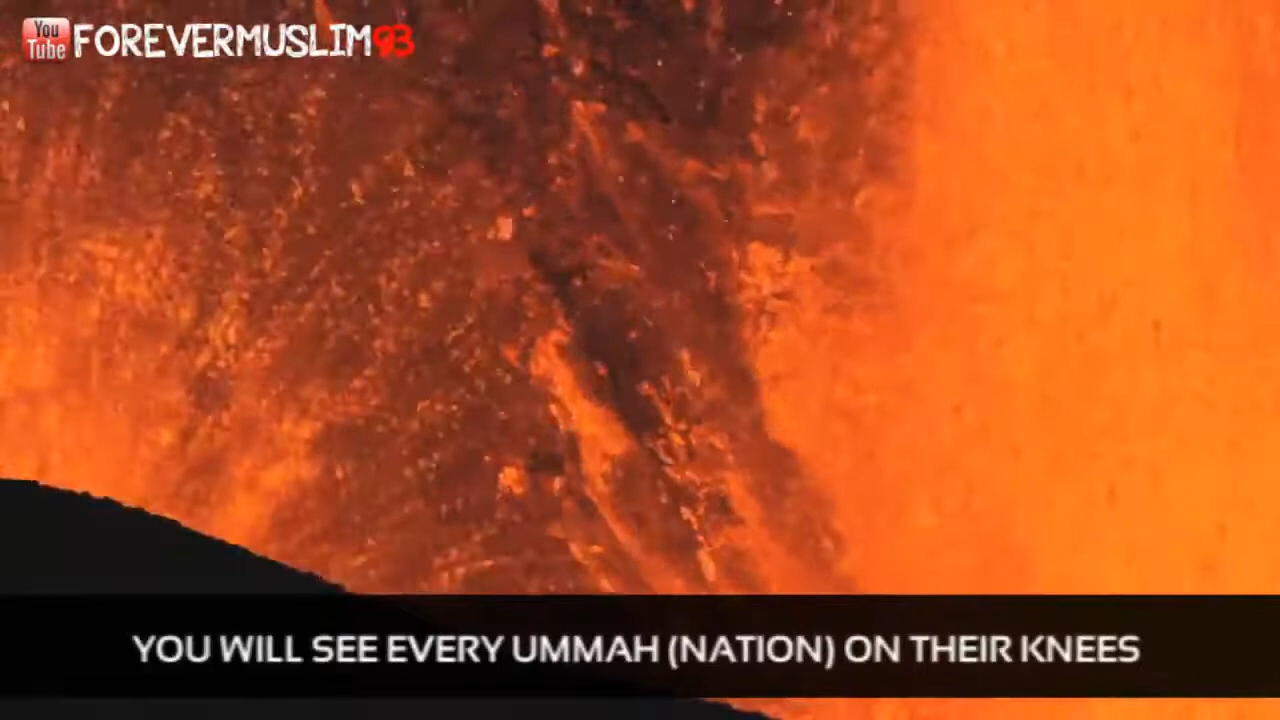 You Tube FOREVERMUSLIM93
YOU WILL SEE EVERY UMMAH (NATION) ON THEIR KNEES